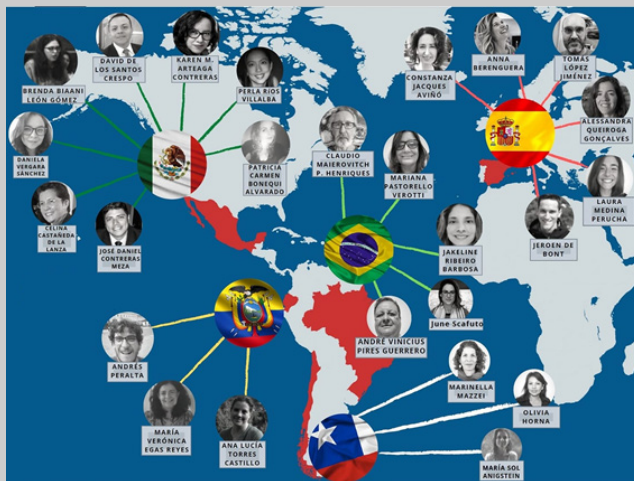 BRENDA BIAANI
LEÓN GÓMEZ
DAVID DE
LOS SANTOS
CRESPO
KAREN M.
ARTEAGA
CONTRERAS
PERLA RÍOS
VILLALBA
DANIELA
VERGARA
SÁNCHEZ
CELINA
CASTAÑEDA
DE LA
LANZA
JOSÉ DANIEL
CONTRERAS
MEZA
PATRICIA
CARMEN
BONEQUI
ALVARADO
CLAUDIO
MAIEROVITCH
P. HENRIQUES
MARIANA
PASTORELLO
VEROTTI
JAKELINE
RIBEIRO
BARBOSA
June Scafuto
ANDRÉ VINICIUS
PIRES GUERRERO
CONSTANZA
JACQUES
AVIÑÓ
ANNA
BERENGUERA
TOMÀS
LÓPEZ
JIMÉNEZ
ALESSANDRA
QUEIROGA
GONÇALVES
LAURA
MEDINA
PERUCHA
JEROEN DE
BONT
ANDRÉS
PERALTA
MARÍA
VERÓNICA
EGAS REYES
ANA LUCÍA
TORRES
CASTILLO
MARINELLA
MAZZEI
OLIVIA
HORNA
MARÍA SOL
ANIGSTEIN